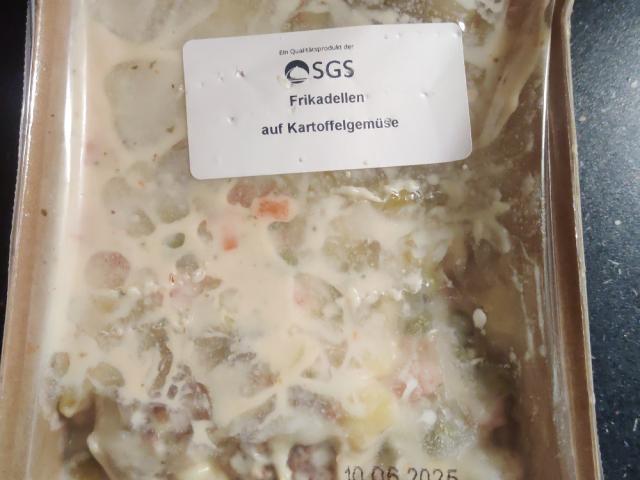 Ein Qualitätsprodukt der
SGS
Frikadellen
auf Kartoffelgemüse
10.06.2025